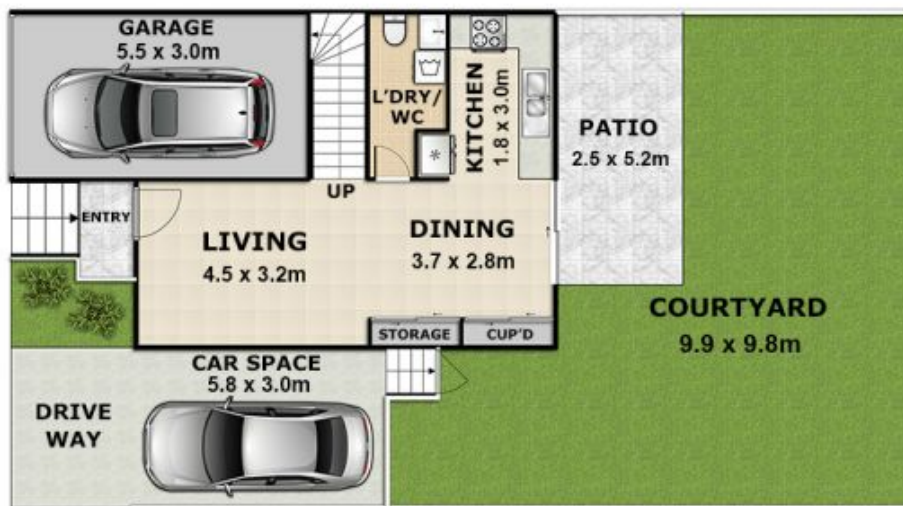 GARAGE
5.5 x 3.0m
L'DRY/
WC
KITCHEN
1.8 x 3.0m
PATIO
2.5 x 5.2m
UP
ENTRY
LIVING
4.5 x 3.2m
DINING
3.7 x 2.8m
COURTYARD
9.9 x 9.8m
STORAGE
CUP'D
CAR SPACE
5.8 x 3.0m
DRIVE
WAY